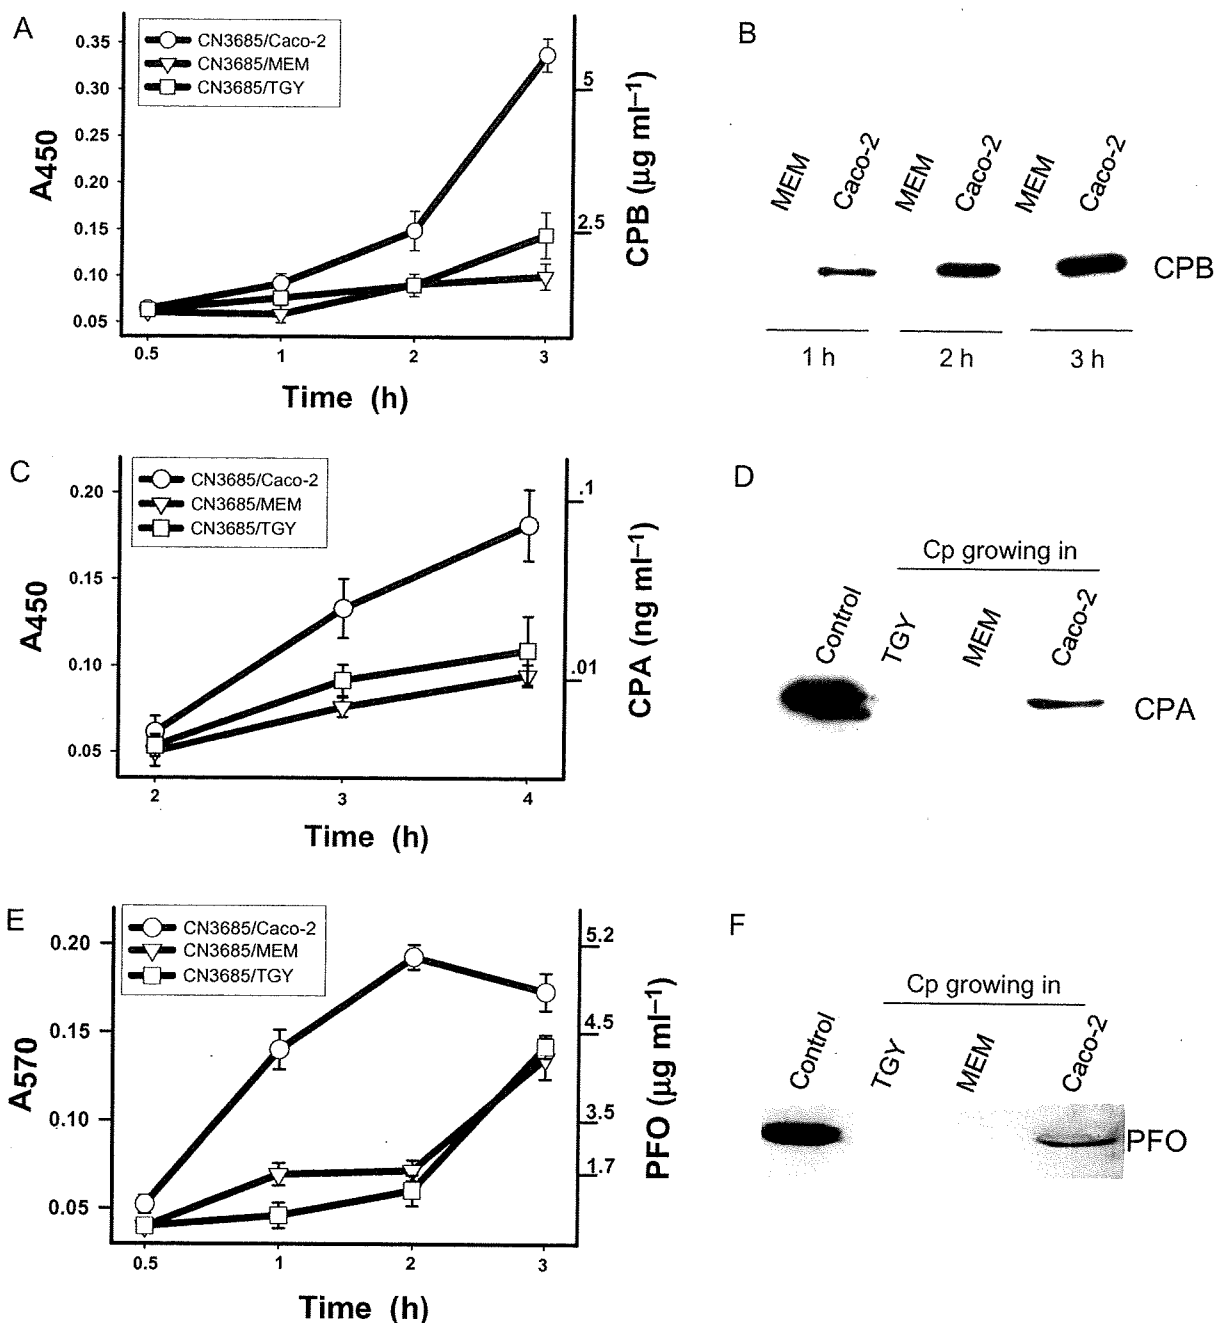 A
CN3685/Caco-2
CN3685/MEM
CN3685/TGY
0.35
0.30
0.25
0.20
0.15
0.10
0.05
A450
5
2.5
CPB (µg ml–1)
0.5 1 2 3
Time (h)
B
MEM Caco-2 MEM Caco-2 MEM Caco-2
CPB
1 h 2 h 3 h
C
CN3685/Caco-2
CN3685/MEM
CN3685/TGY
0.20
0.15
0.10
0.05
A450
.1
.01
CPA (ng ml–1)
2 3 4
Time (h)
D
Cp growing in
Control TGY MEM Caco-2
CPA
E
CN3685/Caco-2
CN3685/MEM
CN3685/TGY
0.20
0.15
0.10
0.05
A570
5.2
4.5
3.5
1.7
PFO (µg ml–1)
0.5 1 2 3
Time (h)
F
Cp growing in
Control TGY MEM Caco-2
PFO